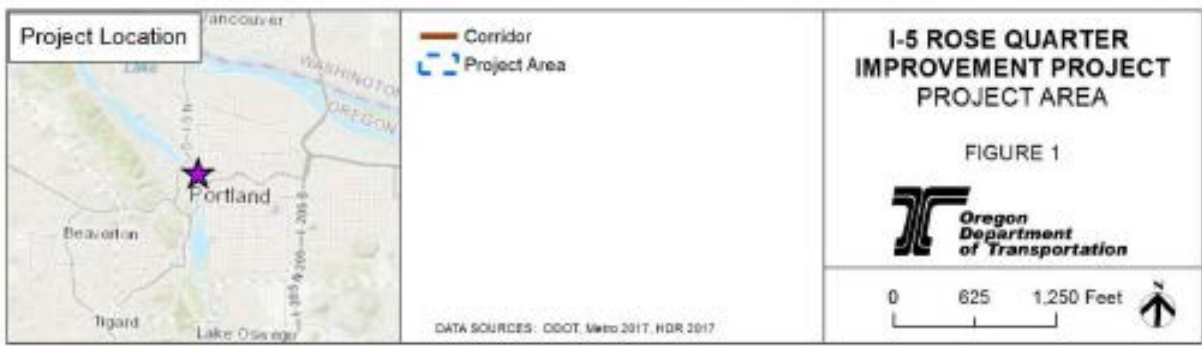 Project Location
Vancouver
Lake
WASHINGTON
OREGON
Portland
Beaverton
Tigard
Lake Oswego
I-205
Corridor
Project Area
DATA SOURCES: ODOT, Metro 2017, HDR 2017
I-5 ROSE QUARTER
IMPROVEMENT PROJECT
PROJECT AREA
FIGURE 1
Oregon
Department
of Transportation
0 625 1,250 Feet
N